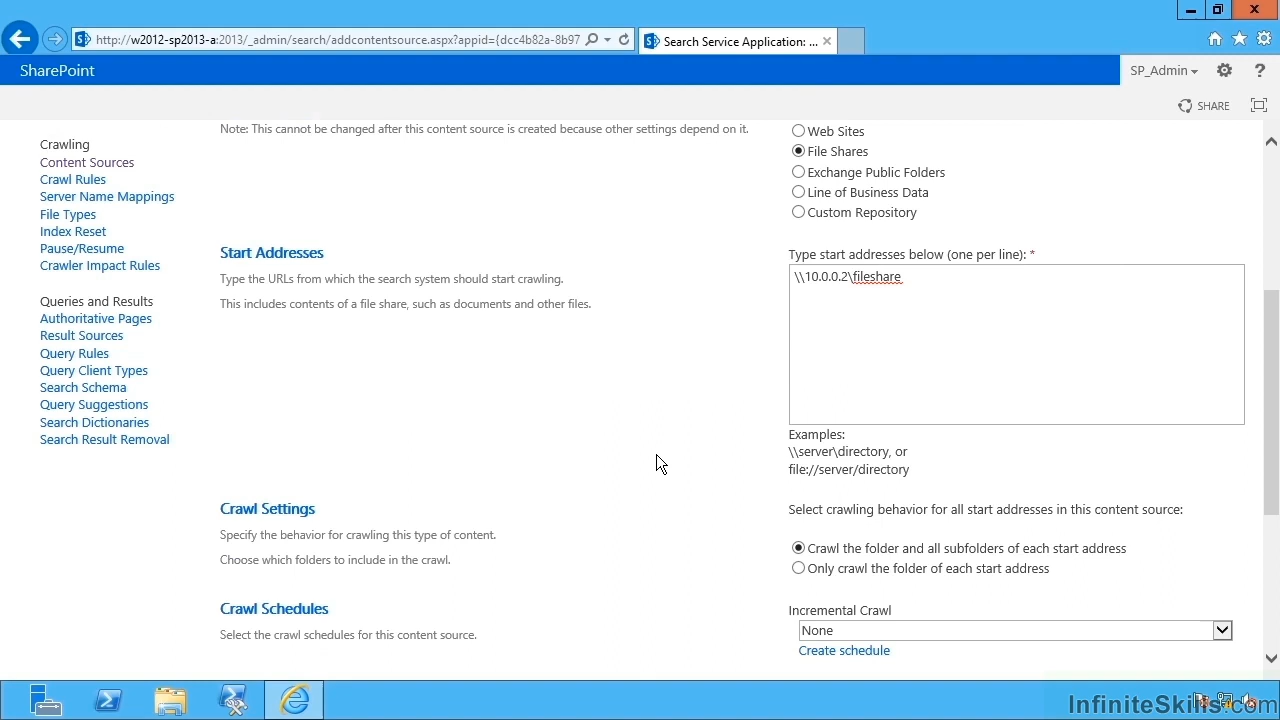 http://w2012-sp2013-a:2013/_admin/search/addcontentsource.aspx?appid={dcc4b82a-8b97
Search Service Application: ...
SharePoint
SP_Admin
?
SHARE
Note: This cannot be changed after this content source is created because other settings depend on it.
Web Sites
File Shares
Exchange Public Folders
Line of Business Data
Custom Repository
Crawling
Content Sources
Crawl Rules
Server Name Mappings
File Types
Index Reset
Pause/Resume
Crawler Impact Rules
Queries and Results
Authoritative Pages
Result Sources
Query Rules
Query Client Types
Search Schema
Query Suggestions
Search Dictionaries
Search Result Removal
Start Addresses
Type the URLs from which the search system should start crawling.
This includes contents of a file share, such as documents and other files.
Type start addresses below (one per line): *
\\10.0.0.2\fileshare
Examples:
\\server\directory, or
file://server/directory
Crawl Settings
Specify the behavior for crawling this type of content.
Choose which folders to include in the crawl.
Select crawling behavior for all start addresses in this content source:
Crawl the folder and all subfolders of each start address
Only crawl the folder of each start address
Crawl Schedules
Select the crawl schedules for this content source.
Incremental Crawl
None
Create schedule
InfiniteSkills.com